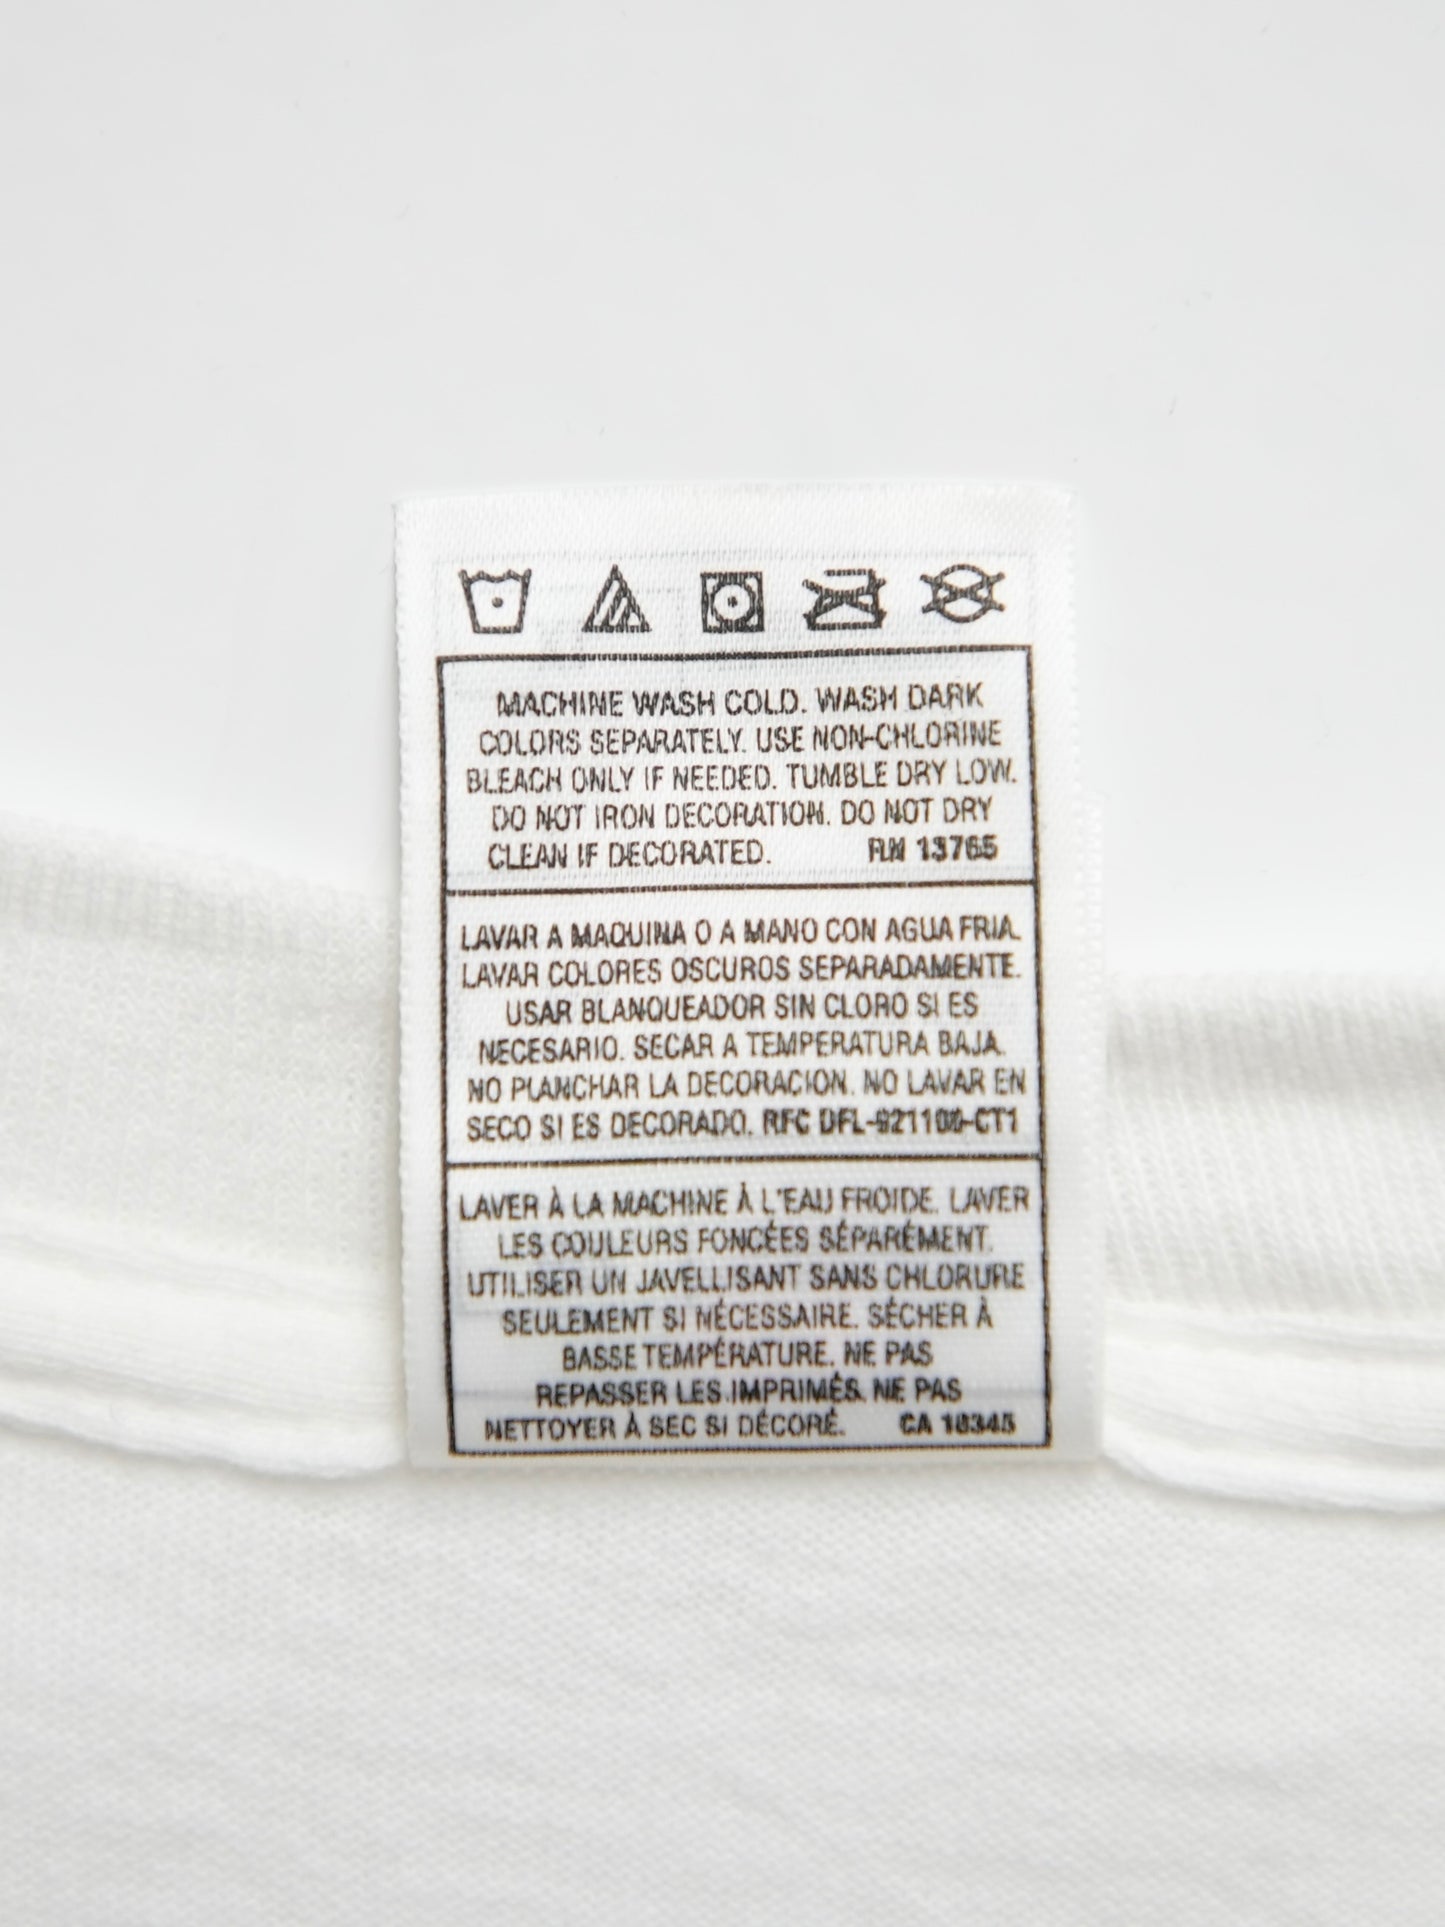 MACHINE WASH COLD. WASH DARK
COLORS SEPARATELY. USE NON-CHLORINE
BLEACH ONLY IF NEEDED. TUMBLE DRY LOW.
DO NOT IRON DECORATION. DO NOT DRY
CLEAN IF DECORATED. RN 13765
LAVAR A MAQUINA O A MANO CON AGUA FRIA.
LAVAR COLORES OSCUROS SEPARADAMENTE.
USAR BLANQUEADOR SIN CLORO SI ES
NECESARIO. SECAR A TEMPERATURA BAJA.
NO PLANCHAR LA DECORACION. NO LAVAR EN
SECO SI ES DECORADO. RFC DFL-921106-CT1
LAVER À LA MACHINE À L'EAU FROIDE. LAVER
LES COULEURS FONCÉES SÉPARÉMENT.
UTILISER UN JAVELLISANT SANS CHLORURE
SEULEMENT SI NÉCESSAIRE. SÉCHER À
BASSE TEMPÉRATURE. NE PAS
REPASSER LES IMPRIMÉS. NE PAS
NETTOYER À SEC SI DÉCORÉ. CA 18345